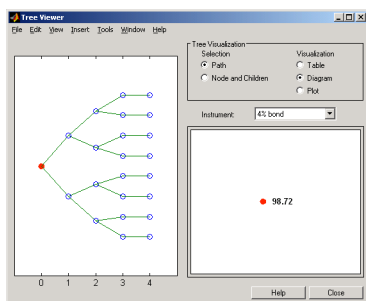 Tree Viewer
File Edit View Insert Tools Window Help
Tree Visualization
Selection
Path
Node and Children
Visualization
Table
Diagram
Plot
Instrument: 4% bond
98.72
0 1 2 3 4
Help Close